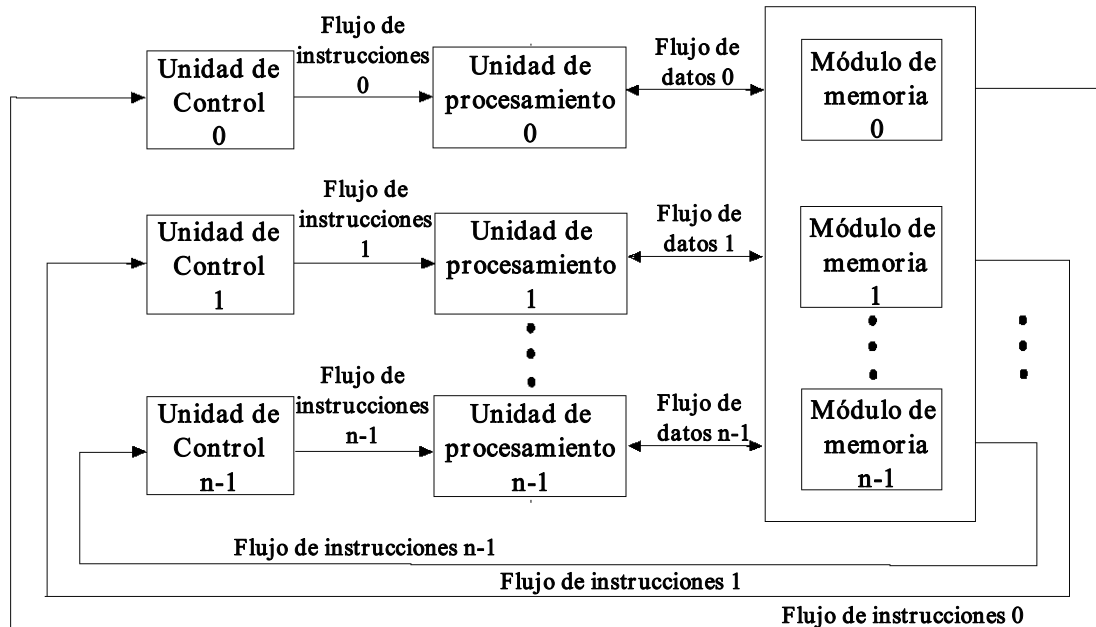 Unidad de
Control
0
Flujo de
instrucciones
0
Unidad de
procesamiento
0
Flujo de
datos 0
Módulo de
memoria
0
Unidad de
Control
1
Flujo de
instrucciones
1
Unidad de
procesamiento
1
Flujo de
datos 1
Módulo de
memoria
1
Unidad de
Control
n-1
Flujo de
instrucciones
n-1
Unidad de
procesamiento
n-1
Flujo de
datos n-1
Módulo de
memoria
n-1
Flujo de instrucciones n-1
Flujo de instrucciones 1
Flujo de instrucciones 0